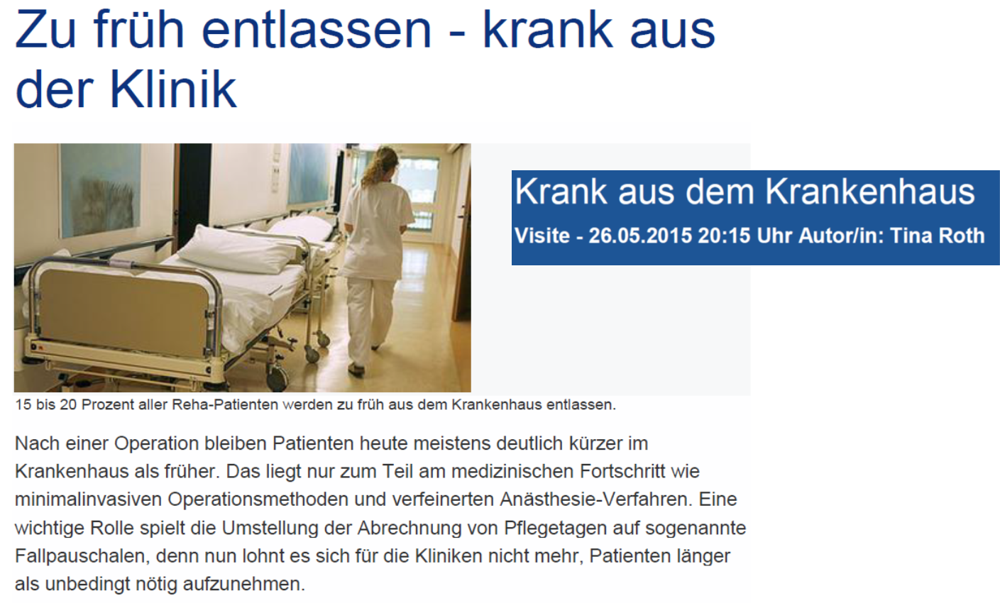 Zu früh entlassen - krank aus
der Klinik
Krank aus dem Krankenhaus
Visite - 26.05.2015 20:15 Uhr Autor/in: Tina Roth
15 bis 20 Prozent aller Reha-Patienten werden zu früh aus dem Krankenhaus entlassen.
Nach einer Operation bleiben Patienten heute meistens deutlich kürzer im
Krankenhaus als früher. Das liegt nur zum Teil am medizinischen Fortschritt wie
minimalinvasiven Operationsmethoden und verfeinerten Anästhesie-Verfahren. Eine
wichtige Rolle spielt die Umstellung der Abrechnung von Pflegetagen auf sogenannte
Fallpauschalen, denn nun lohnt es sich für die Kliniken nicht mehr, Patienten länger
als unbedingt nötig aufzunehmen.